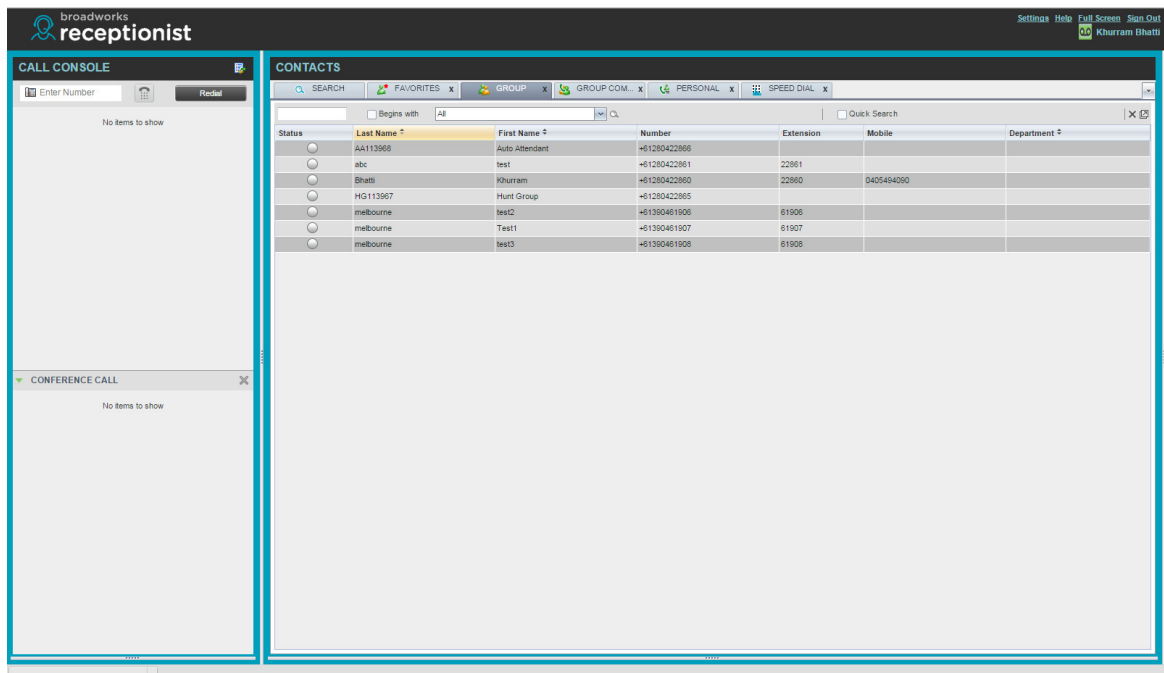 broadworks
receptionist
Settings Help Full Screen Sign Out
Khurram Bhatti
CALL CONSOLE
Enter Number Redial
No items to show
CONFERENCE CALL
No items to show
CONTACTS
SEARCH FAVORITES X GROUP X GROUP COM... X PERSONAL X SPEED DIAL X
Begins with All Quick Search
Status Last Name First Name Number Extension Mobile Department
AA113968 Auto Attendant +61280422866
abc test +61280422861 22861
Bhatti Khurram +61280422860 22860 0405494090
HG113967 Hunt Group +61280422865
melbourne test2 +61390461906 61906
melbourne Test1 +61390461907 61907
melbourne test3 +61390461908 61908